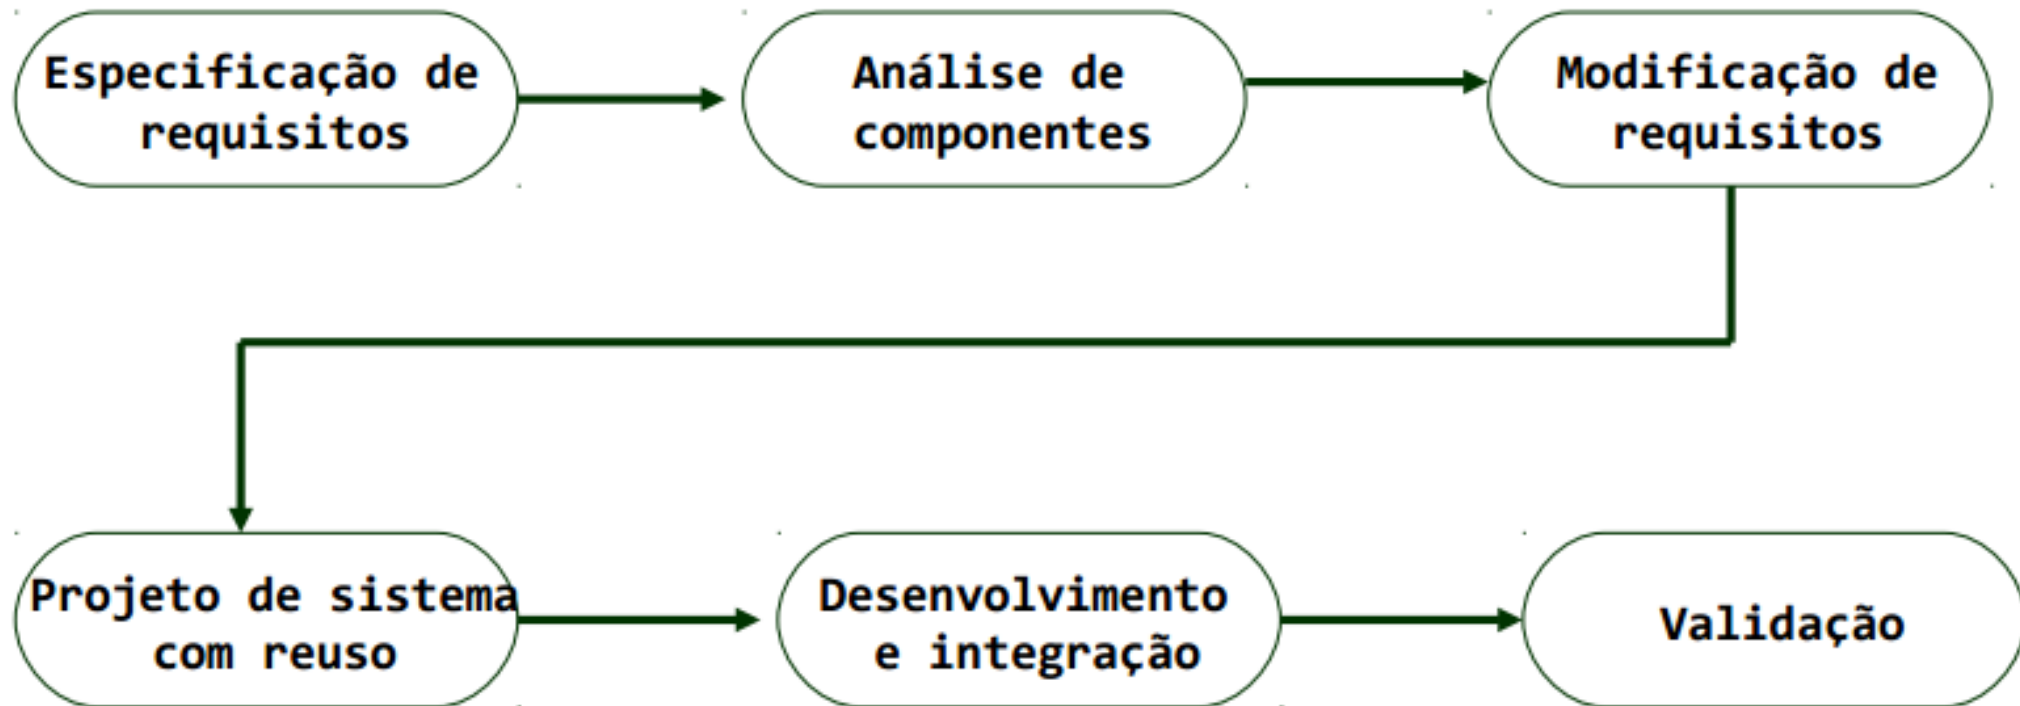 Especificação de
requisitos
Análise de
componentes
Modificação de
requisitos
Projeto de sistema
com reuso
Desenvolvimento
e integração
Validação